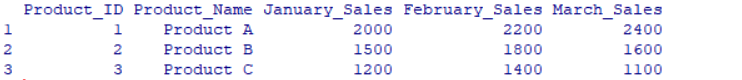 Product_ID Product_Name January_Sales February_Sales March_Sales
1 1 Product A 2000 2200 2400
2 2 Product B 1500 1800 1600
3 3 Product C 1200 1400 1100